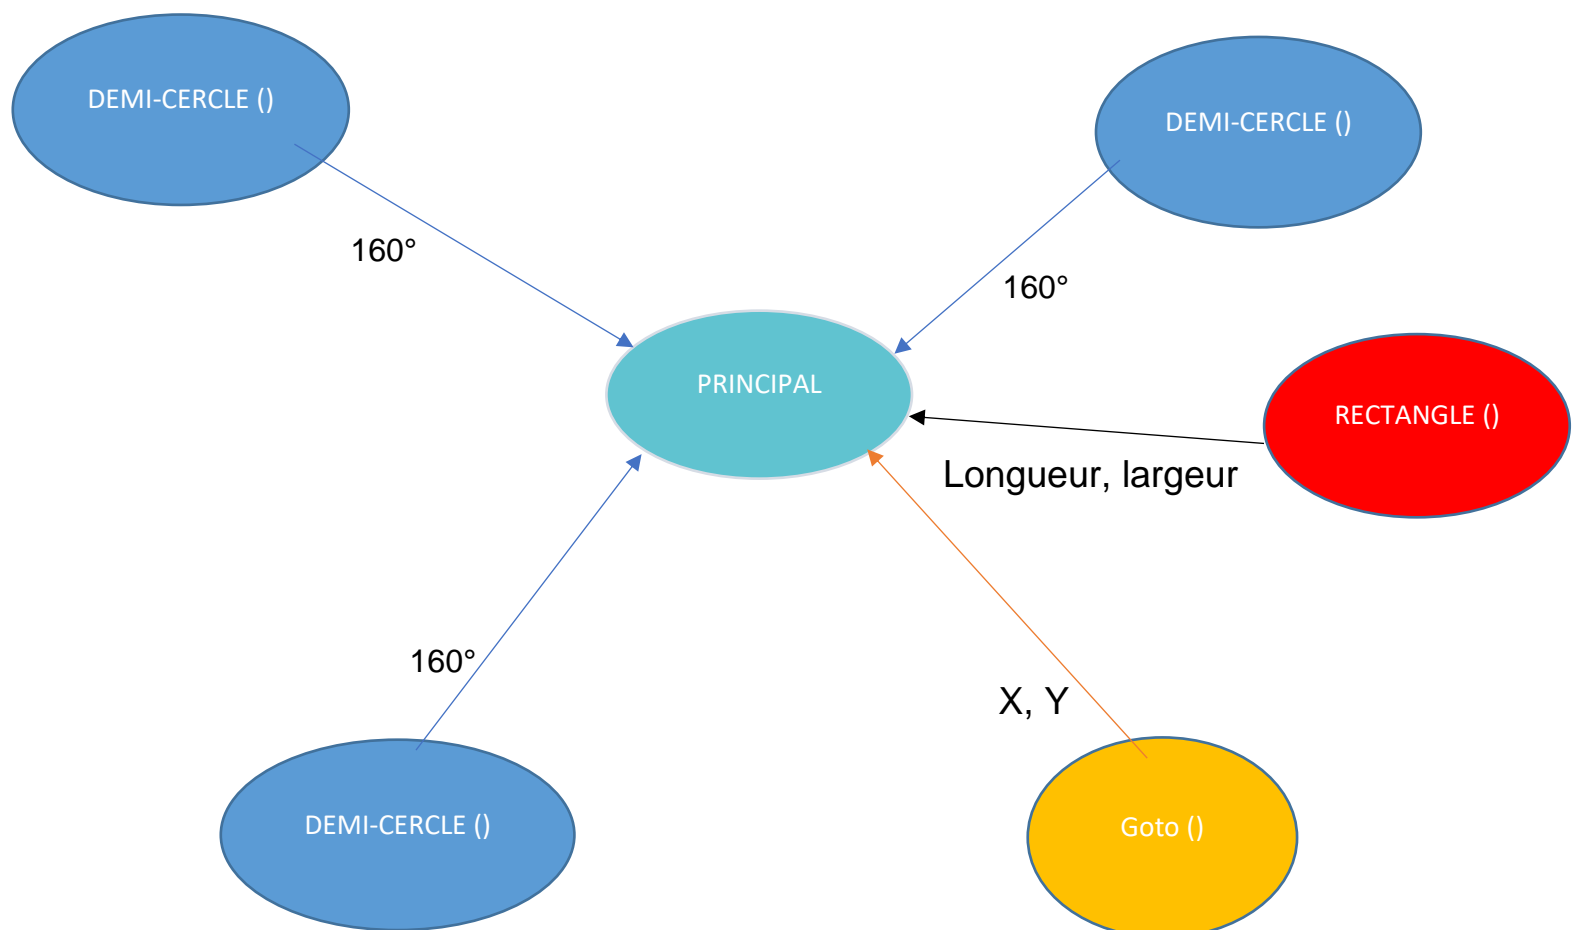 DEMI-CERCLE ()
DEMI-CERCLE ()
160°
160°
PRINCIPAL
RECTANGLE ()
Longueur, largeur
160°
X, Y
DEMI-CERCLE ()
Goto ()